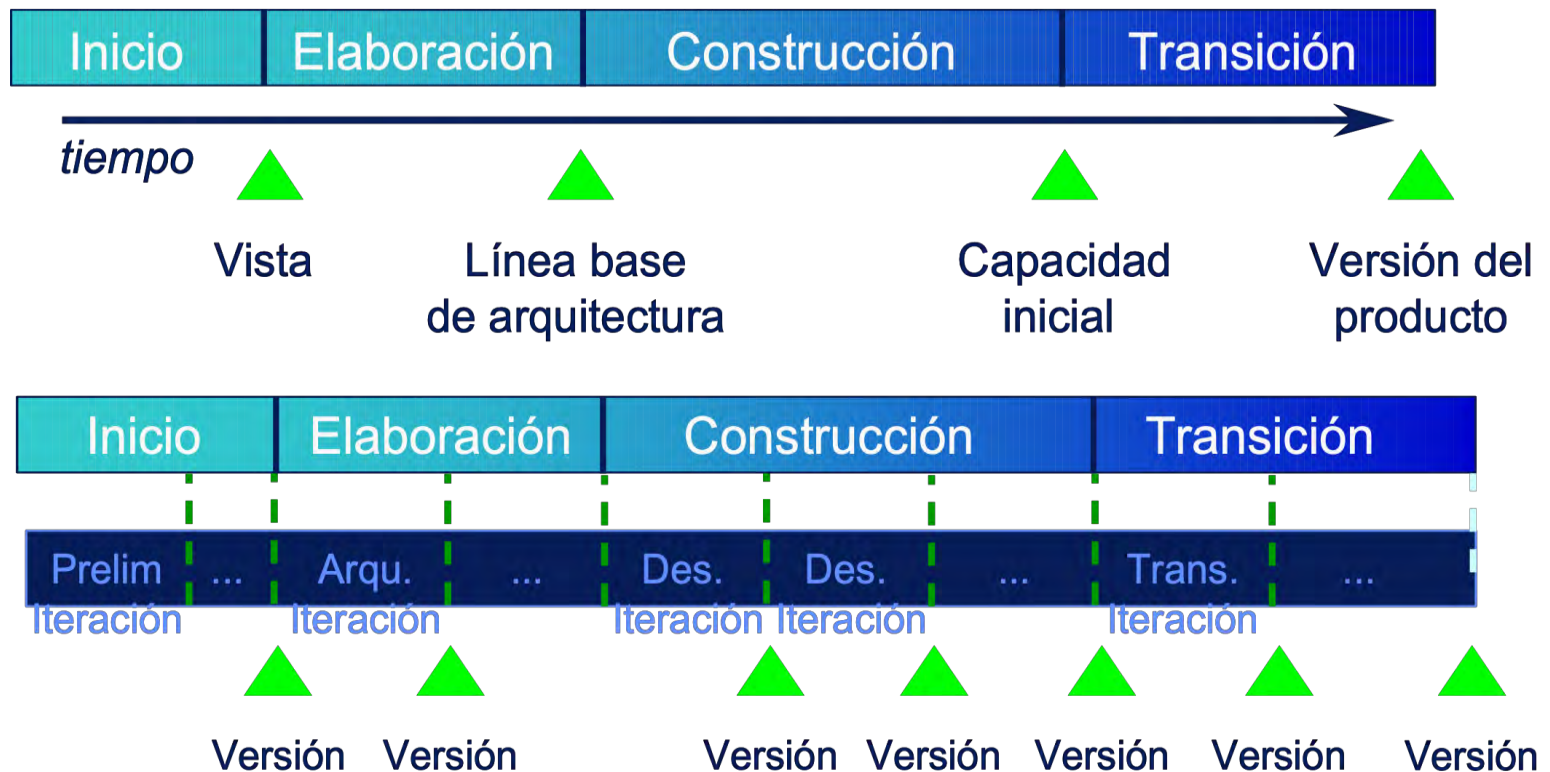 Inicio Elaboración Construcción Transición
tiempo
Vista Línea base Capacidad Versión del
de arquitectura inicial producto
Inicio Elaboración Construcción Transición
Prelim ... Arqu. ... Des. Des. ... Trans. ...
Iteración Iteración Iteración Iteración Iteración
Versión Versión Versión Versión Versión Versión Versión